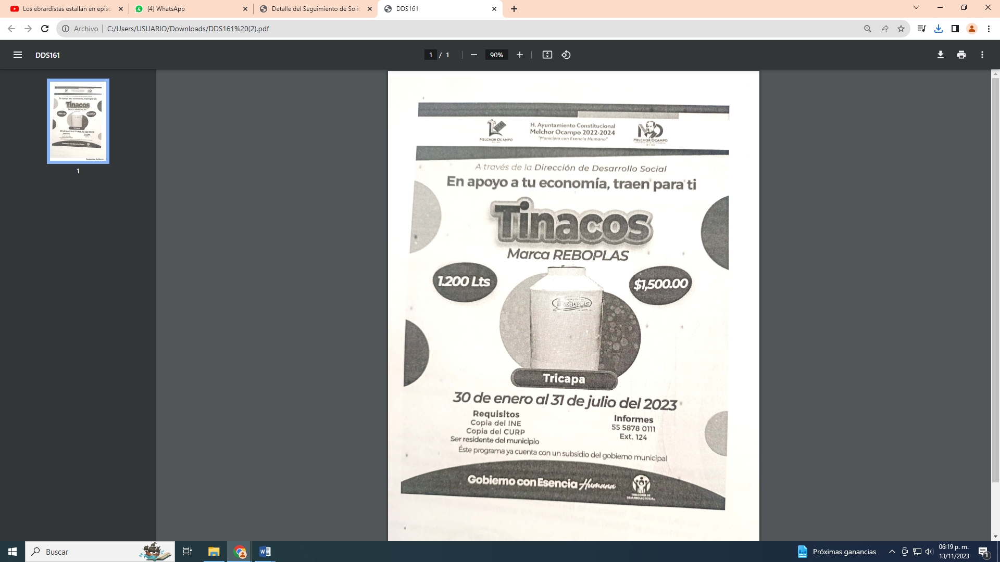 Los ebrardistas estallan en episo
(4) WhatsApp
Detalle del Seguimiento de Solic
DDS161
Archivo
C:/Users/USUARIO/Downloads/DDS161%20(2).pdf
DDS161
1 / 1
90%
1
MELCHOR OCAMPO
H. Ayuntamiento Constitucional
Melchor Ocampo 2022-2024
"Municipio con Esencia Humana"
MELCHOR OCAMPO
A través de la Dirección de Desarrollo Social
En apoyo a tu economía, traen para ti
Tinacos
Marca REBOPLAS
1.200 Lts
$1,500.00
REBOPLAS
Tricapa
30 de enero al 31 de julio del 2023
Requisitos
Copia del INE
Copia del CURP
Ser residente del municipio
Informes
55 5878 0111
Ext. 124
Éste programa ya cuenta con un subsidio del gobierno municipal
Gobierno con Esencia Humana
DIRECCIÓN DE
DESARROLLO SOCIAL
Buscar
Próximas ganancias
06:19 p. m.
13/11/2023
1